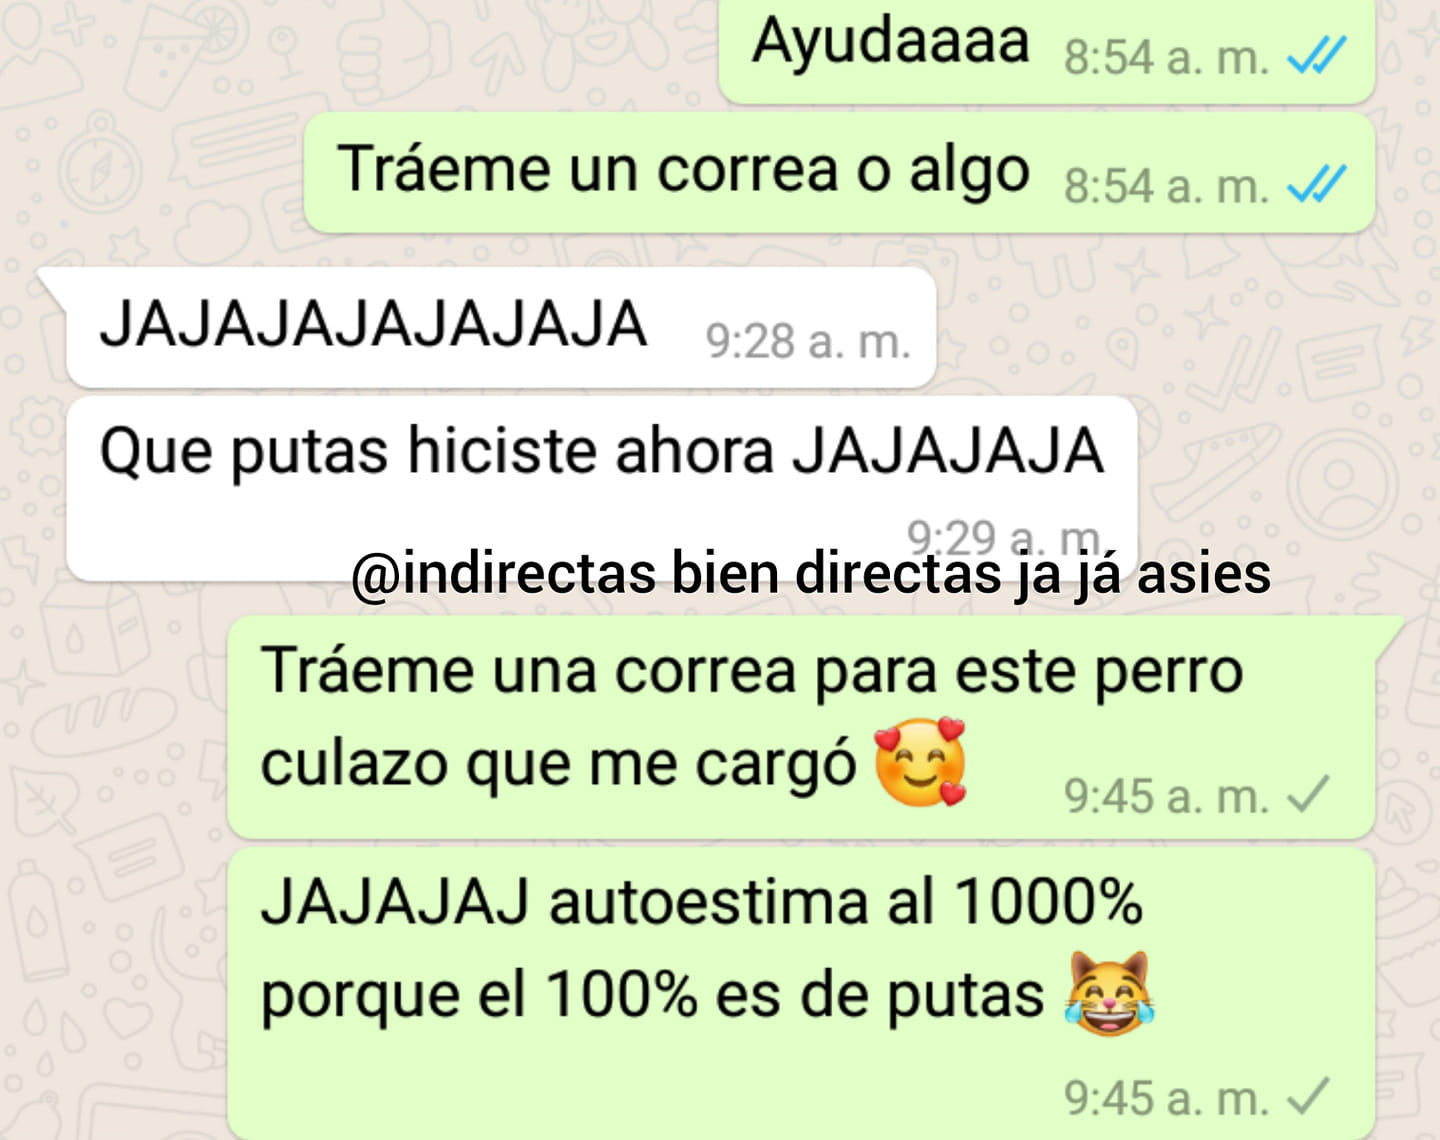 Ayudaaaa 8:54 a. m.
Tráeme un correa o algo 8:54 a. m.
JAJAJAJAJAJAJAJA 9:28 a. m.
Que putas hiciste ahora JAJAJAJA
9:29 a. m.
@indirectas bien directas ja já asies
Tráeme una correa para este perro
culazo que me cargó 🥰 9:45 a. m.
JAJAJAJ autoestima al 1000%
porque el 100% es de putas 😹
9:45 a. m.